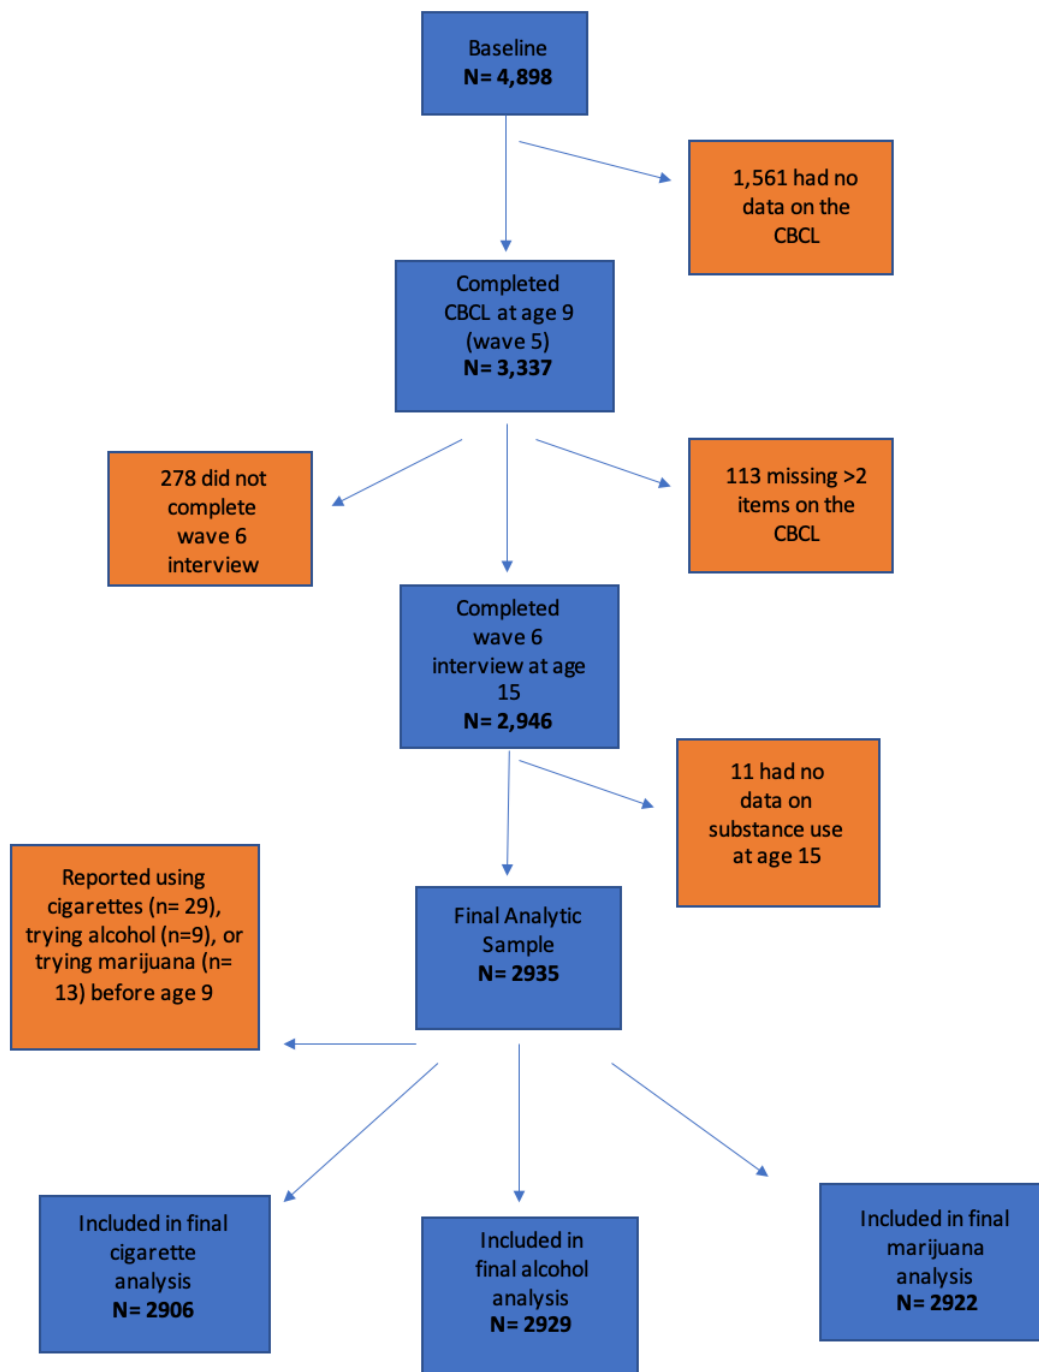 Baseline
N= 4,898
1,561 had no
data on the
CBCL
Completed
CBCL at age 9
(wave 5)
N= 3,337
278 did not
complete
wave 6
interview
113 missing >2
items on the
CBCL
Completed
wave 6
interview at age
15
N= 2,946
11 had no
data on
substance use
at age 15
Reported using
cigarettes (n= 29),
trying alcohol (n=9), or
trying marijuana (n=
13) before age 9
Final Analytic
Sample
N= 2935
Included in final
cigarette
analysis
N= 2906
Included in
final alcohol
analysis
N= 2929
Included in final
marijuana
analysis
N= 2922